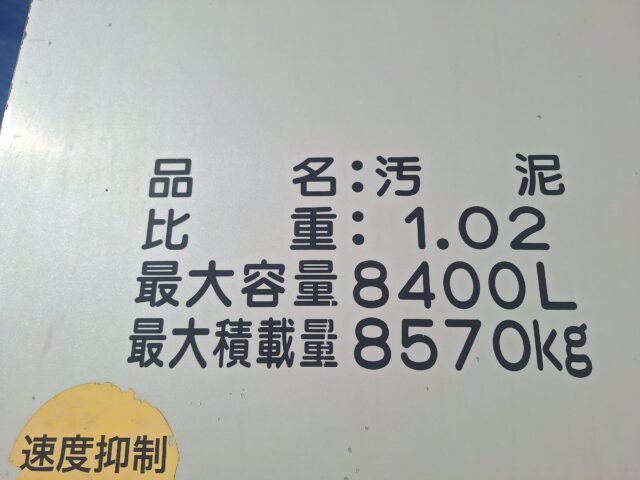 品名:汚泥
比重:1.02
最大容量8400L
最大積載量8570kg
速度抑制